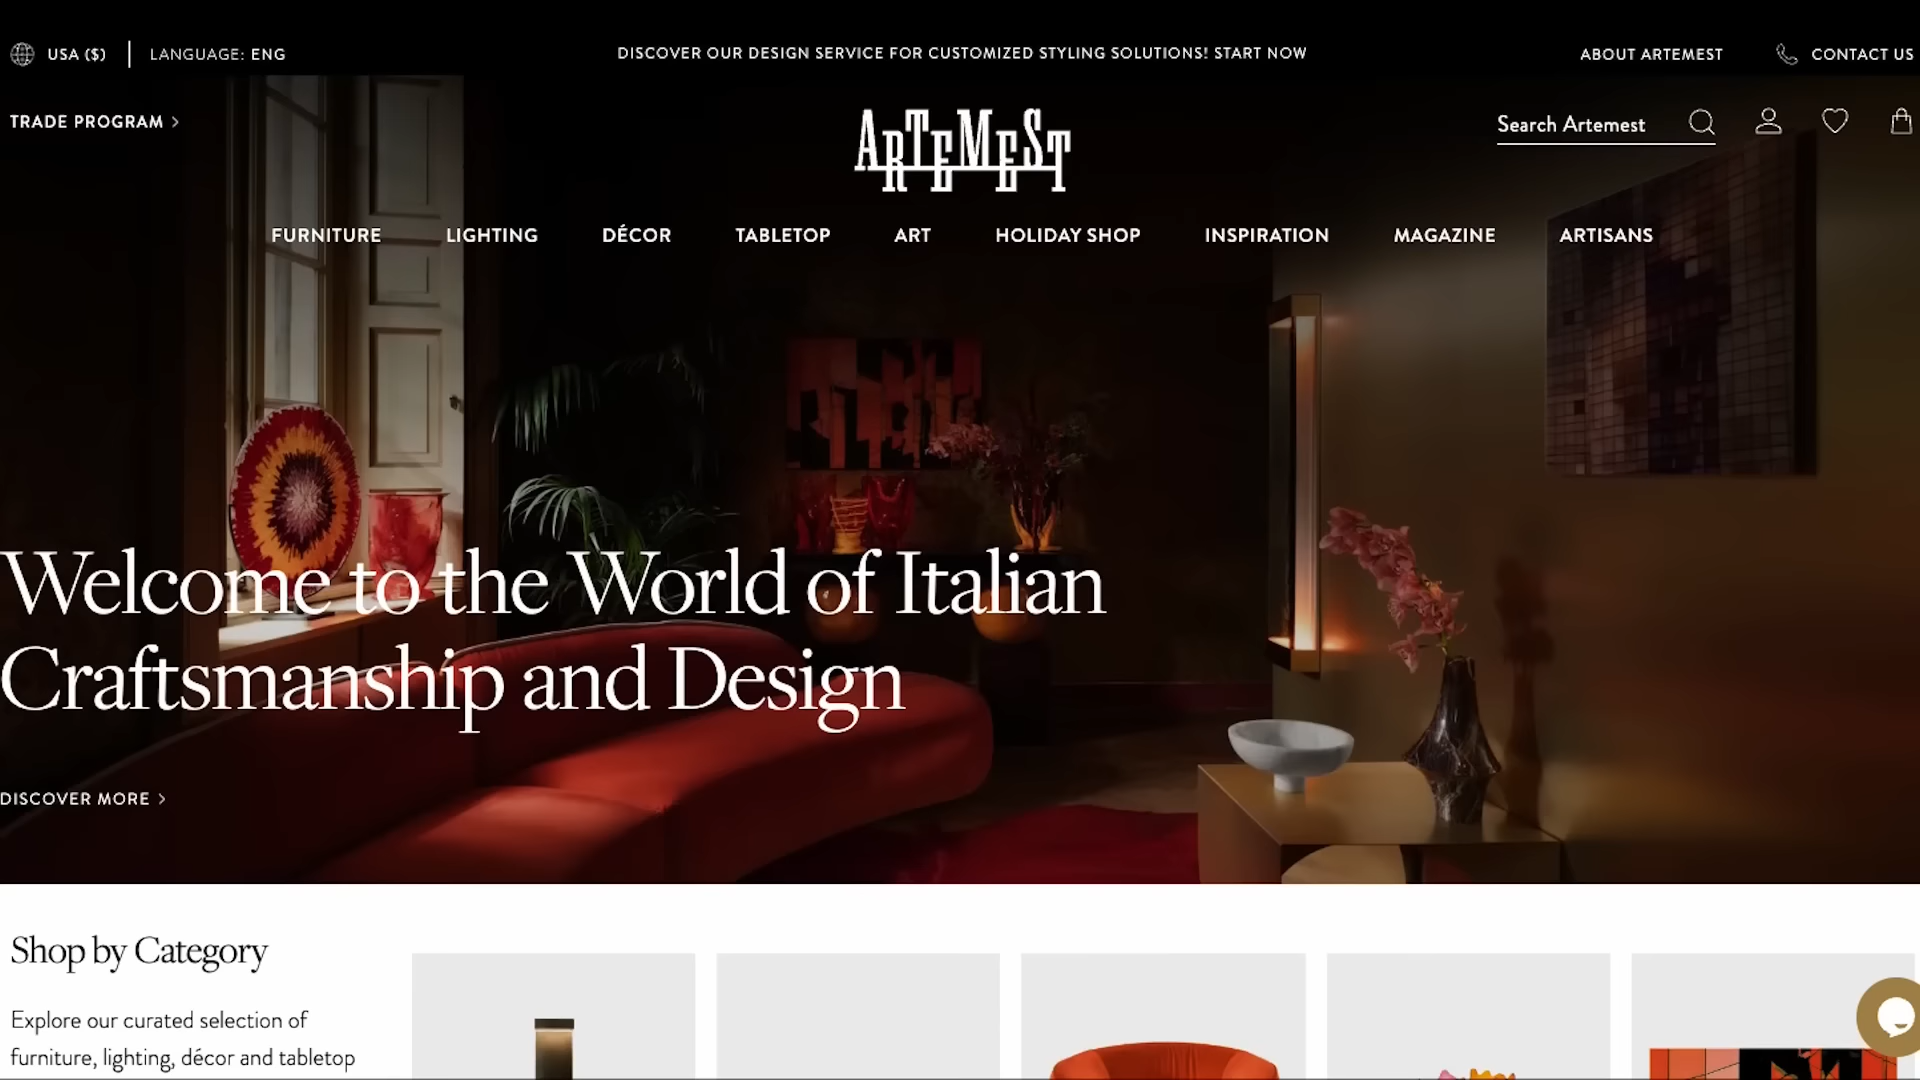 USA ($)
LANGUAGE: ENG
DISCOVER OUR DESIGN SERVICE FOR CUSTOMIZED STYLING SOLUTIONS! START NOW
ABOUT ARTEMEST
CONTACT US
TRADE PROGRAM
ARTEMEST
Search Artemest
FURNITURE
LIGHTING
DÉCOR
TABLETOP
ART
HOLIDAY SHOP
INSPIRATION
MAGAZINE
ARTISANS
Welcome to the World of Italian
Craftsmanship and Design
DISCOVER MORE
Shop by Category
Explore our curated selection of
furniture, lighting, décor and tabletop